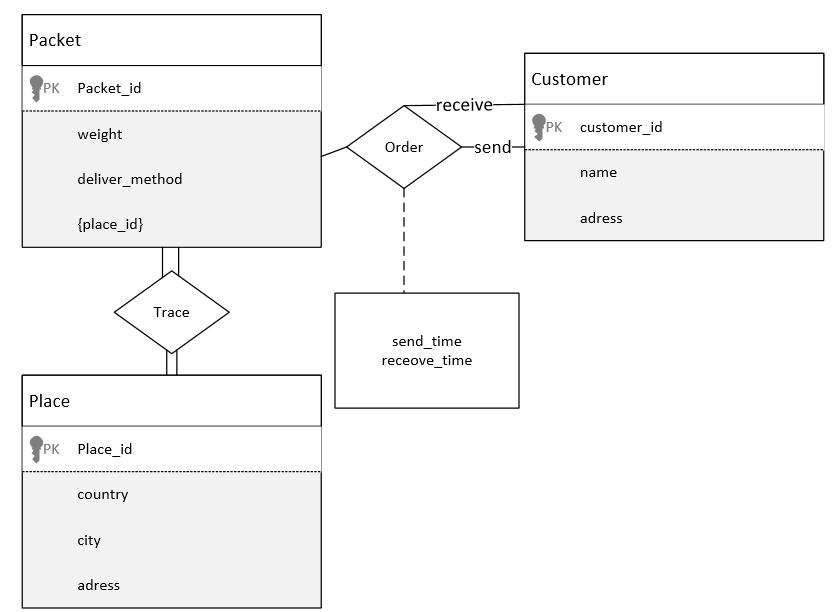 Packet
PK Packet_id
weight
deliver_method
{place_id}
Order
receive
send
Customer
PK customer_id
name
adress
Trace
send_time
receove_time
Place
PK Place_id
country
city
adress